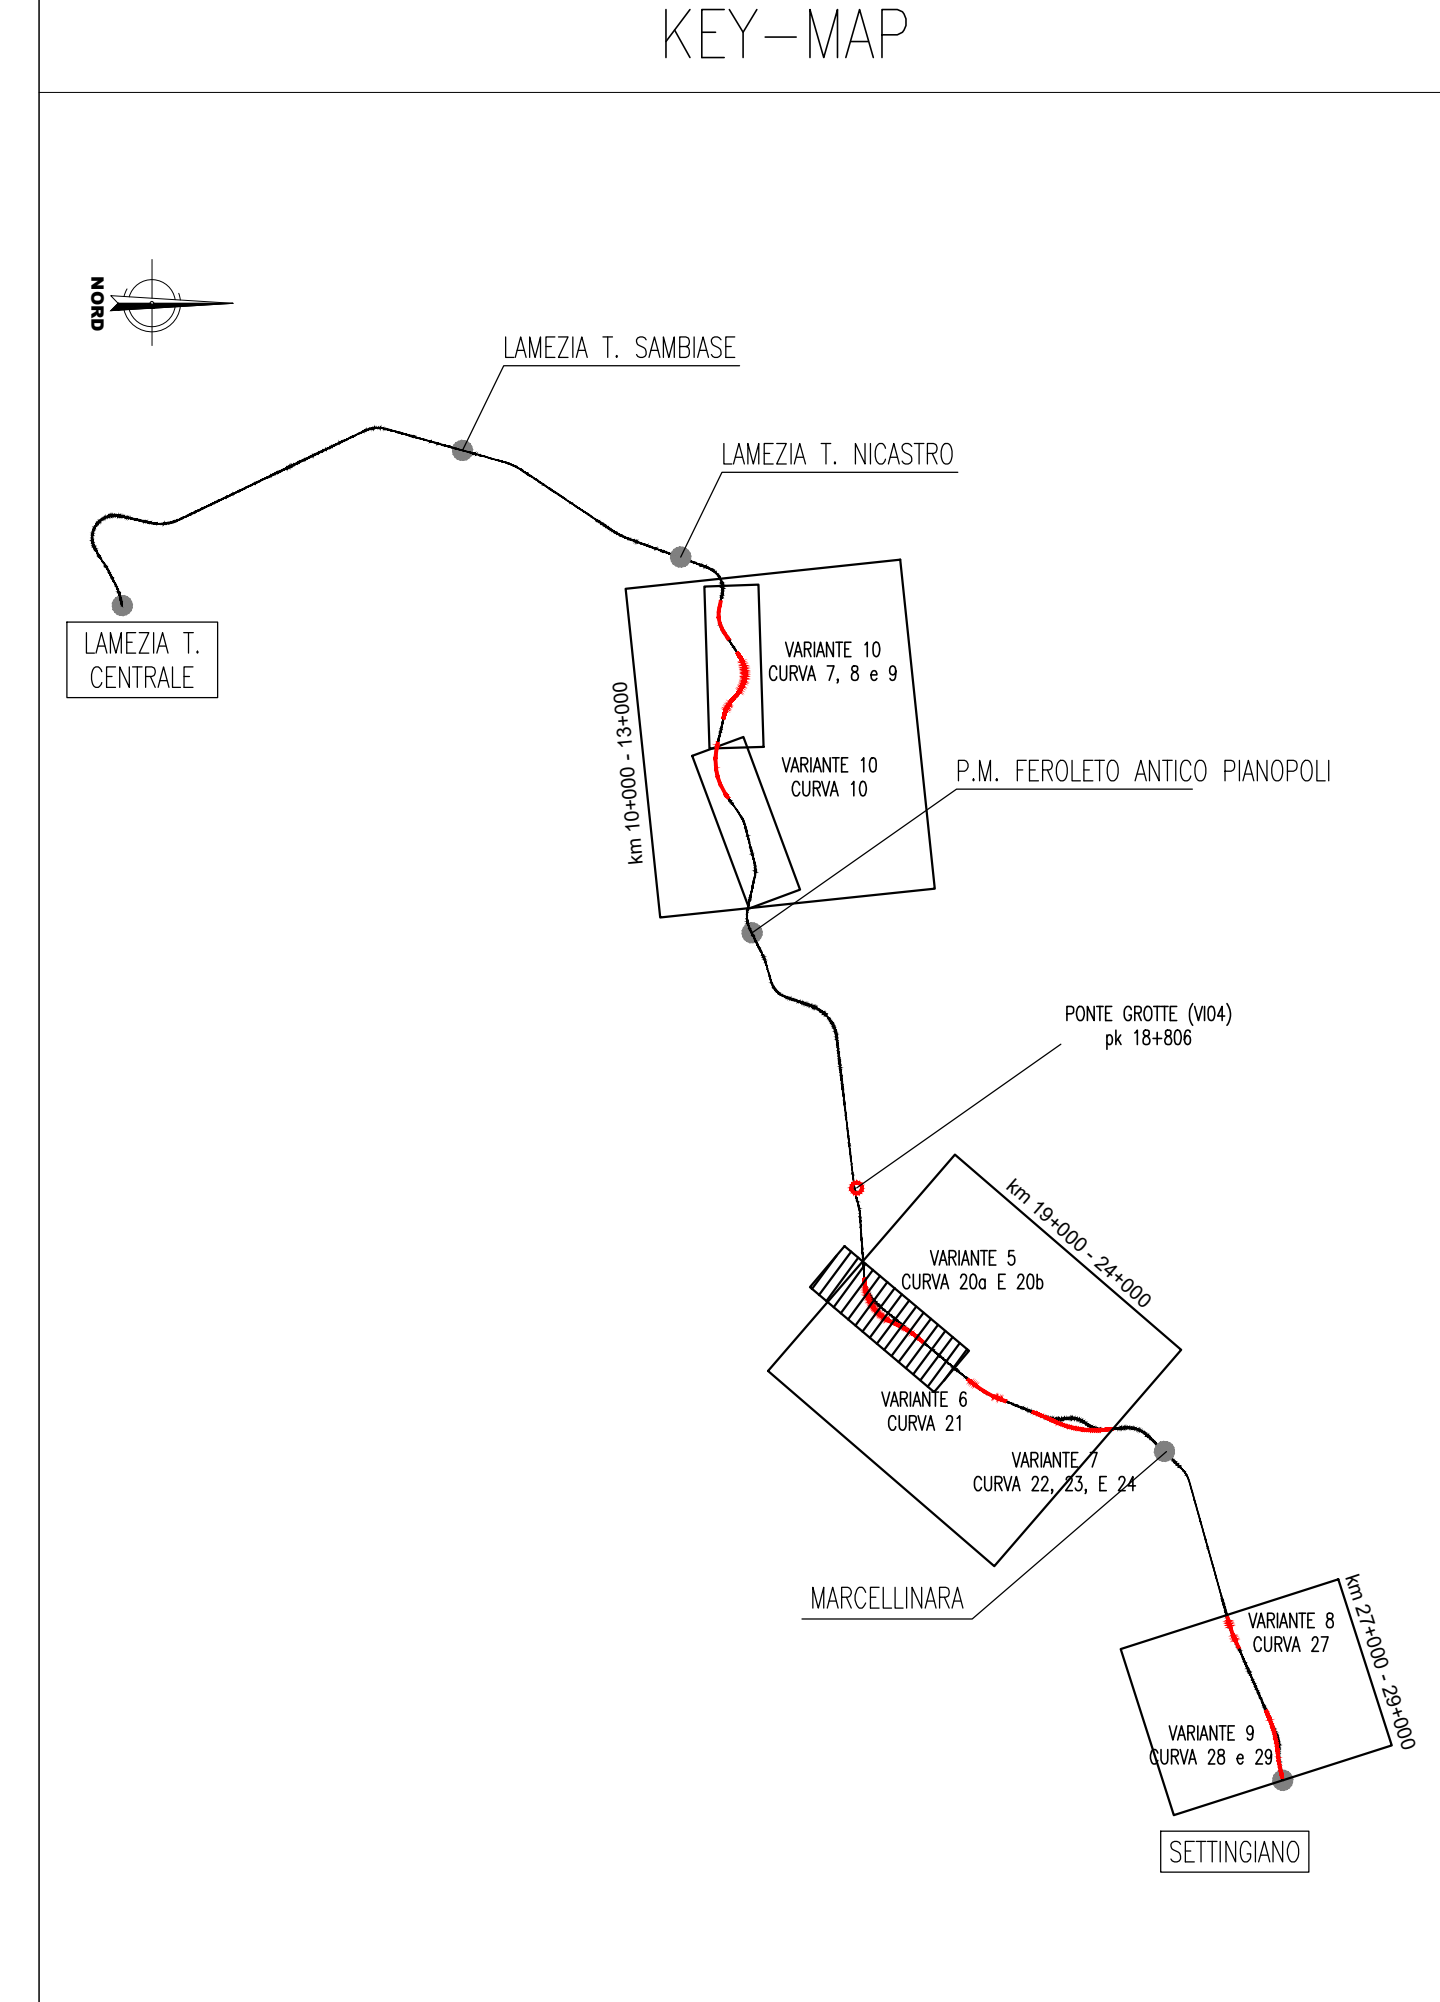 KEY-MAP
NORD
LAMEZIA T. SAMBIASE
LAMEZIA T. NICASTRO
LAMEZIA T.
CENTRALE
VARIANTE 10
CURVA 7, 8 e 9
km 10+000 - 13+000
VARIANTE 10
CURVA 10
P.M. FEROLETO ANTICO PIANOPOLI
PONTE GROTTE (VI04)
pk 18+806
km 19+000 - 24+000
VARIANTE 5
CURVA 20a E 20b
VARIANTE 6
CURVA 21
VARIANTE 7
CURVA 22, 23, E 24
MARCELLINARA
km 27+000 - 29+000
VARIANTE 8
CURVA 27
VARIANTE 9
CURVA 28 e 29
SETTINGIANO